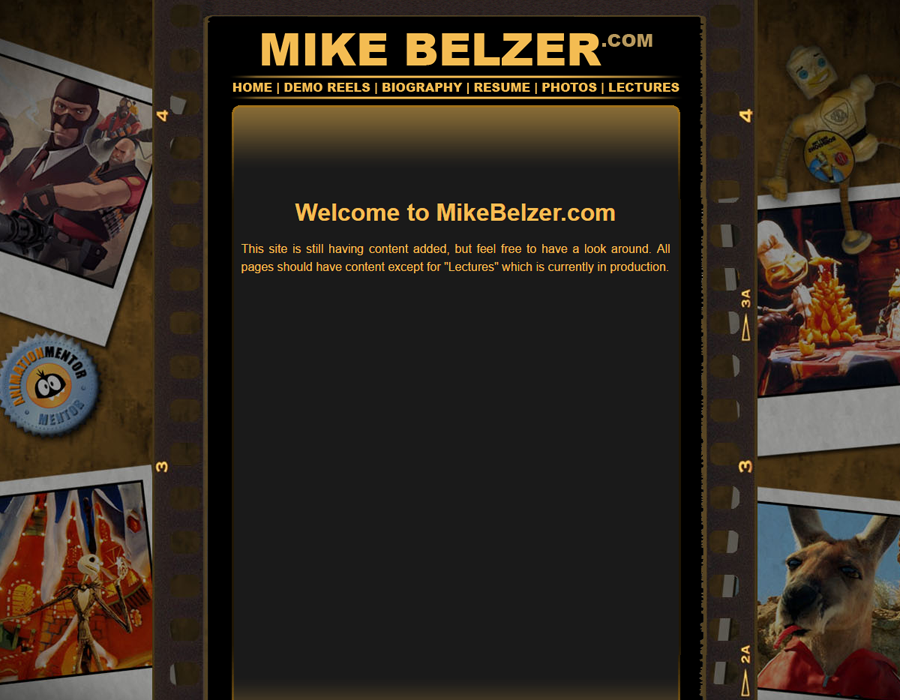 MIKE BELZER.COM
HOME | DEMO REELS | BIOGRAPHY | RESUME | PHOTOS | LECTURES
Welcome to MikeBelzer.com
This site is still having content added, but feel free to have a look around. All
pages should have content except for "Lectures" which is currently in production.
4
4
3A
ANIMATIONMENTOR
MENTOR
3
3
2A